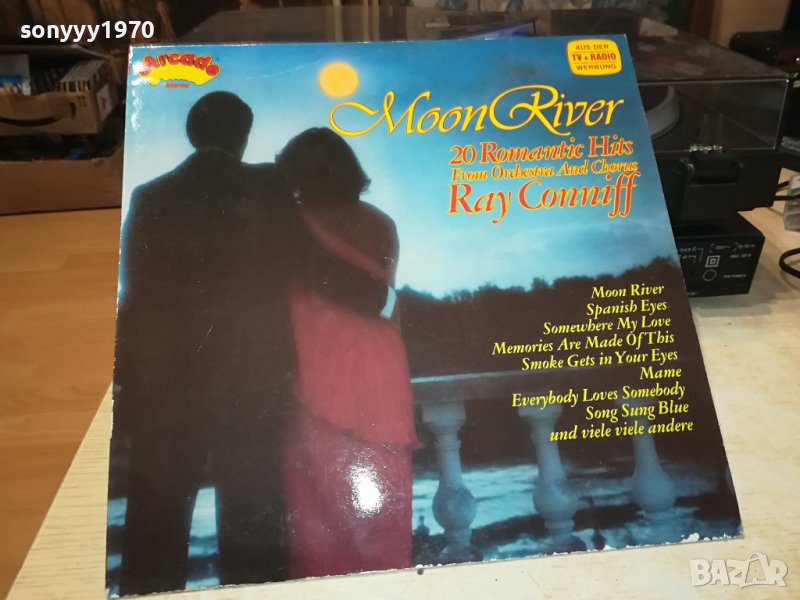 sonyyy1970
Arcade
Stereo
AUS DER
TV + RADIO
WERBUNG
Moon River
20 Romantic Hits
From Orchestra And Chorus
Ray Conniff
Moon River
Spanish Eyes
Somewhere My Love
Memories Are Made Of This
Smoke Gets in Your Eyes
Mame
Everybody Loves Somebody
Song Sung Blue
und viele viele andere
BAZAR